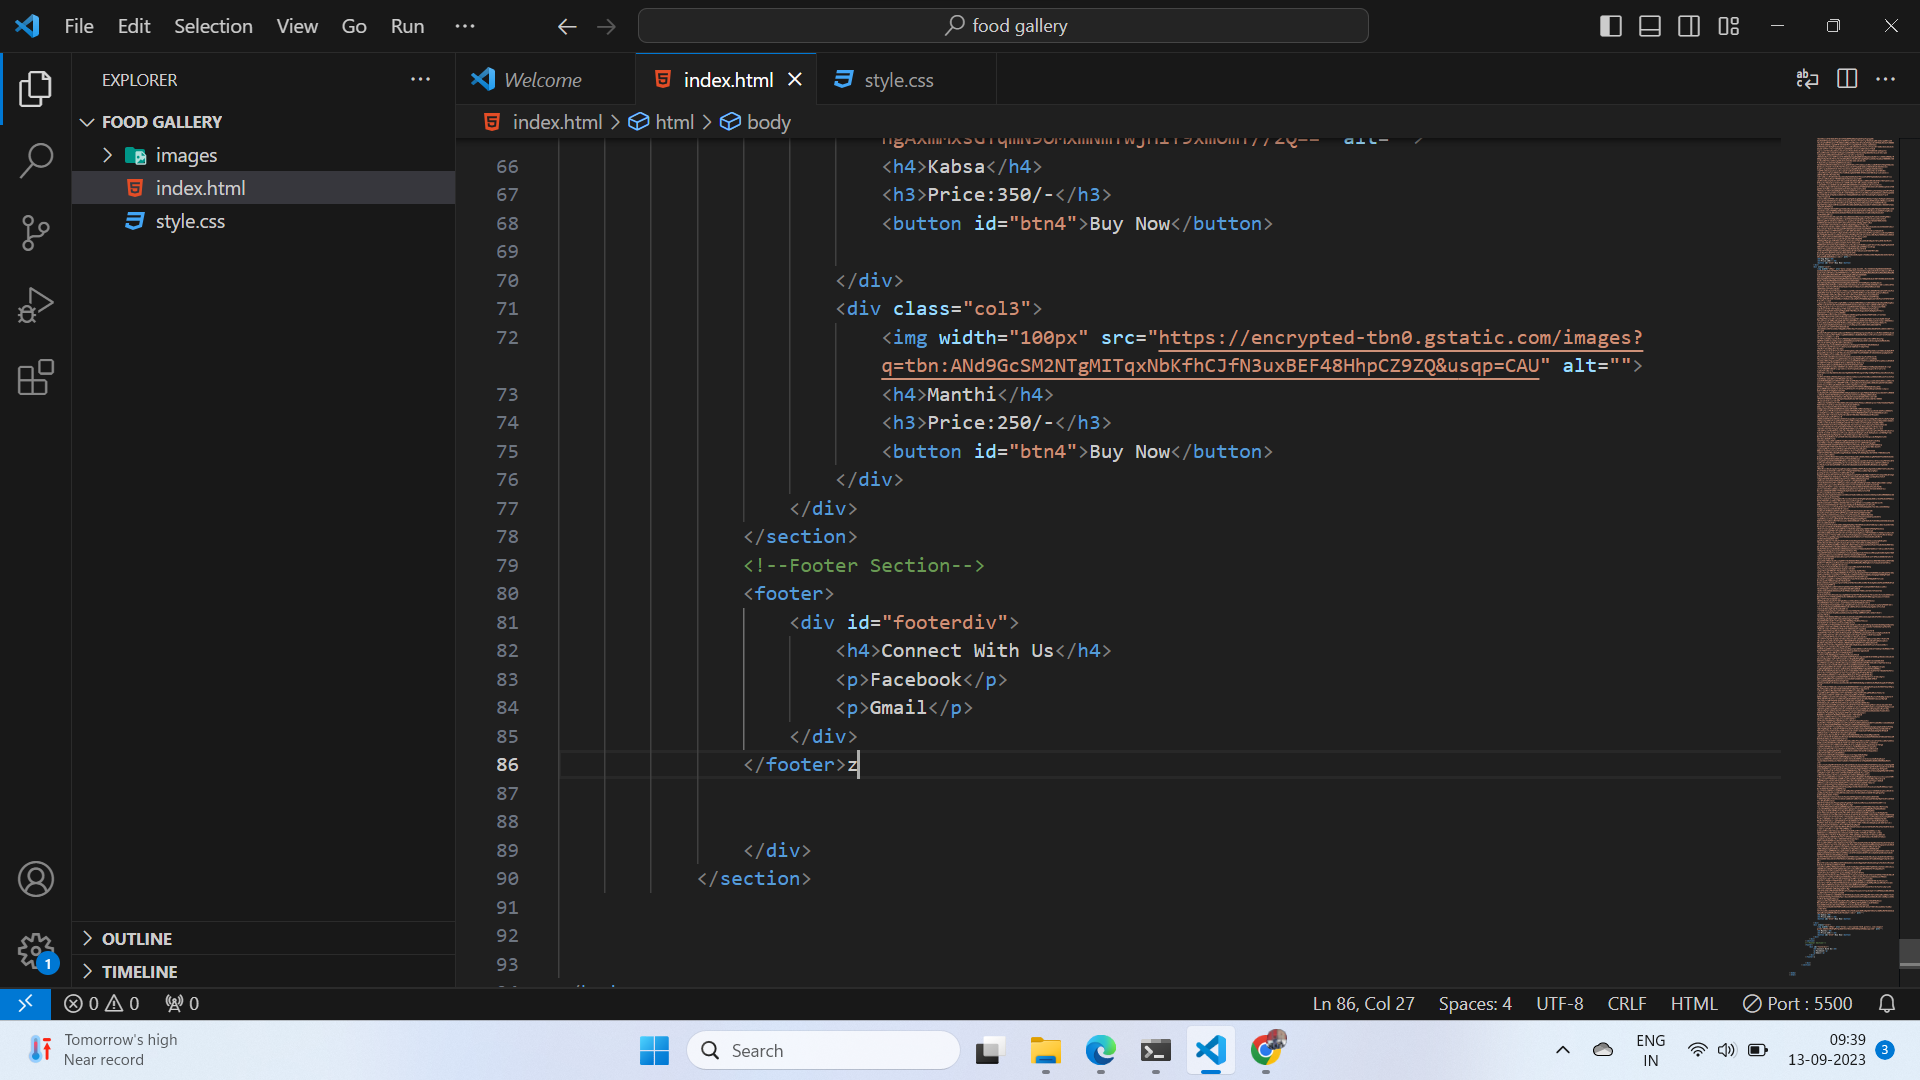 File Edit Selection View Go Run ···
food gallery
EXPLORER
Welcome
index.html
style.css
FOOD GALLERY
index.html > html > body
images
index.html
style.css
66 <h4>Kabsa</h4>
67 <h3>Price:350/-</h3>
68 <button id="btn4">Buy Now</button>
69
70 </div>
71 <div class="col3">
72 <img width="100px" src="https://encrypted-tbn0.gstatic.com/images?
q=tbn:ANd9GcSM2NTgMITqxNbKfhCJfN3uxBEF48HhpCZ9ZQ&usqp=CAU" alt="">
73 <h4>Manthi</h4>
74 <h3>Price:250/-</h3>
75 <button id="btn4">Buy Now</button>
76 </div>
77 </div>
78 </section>
79 <!--Footer Section-->
80 <footer>
81 <div id="footerdiv">
82 <h4>Connect With Us</h4>
83 <p>Facebook</p>
84 <p>Gmail</p>
85 </div>
86 </footer>z
87
88
89 </div>
90 </section>
91
92
93
OUTLINE
TIMELINE
1
0 0 0
Ln 86, Col 27 Spaces: 4 UTF-8 CRLF HTML Port : 5500
Tomorrow's high
Near record
Search
ENG
IN
09:39
13-09-2023
3